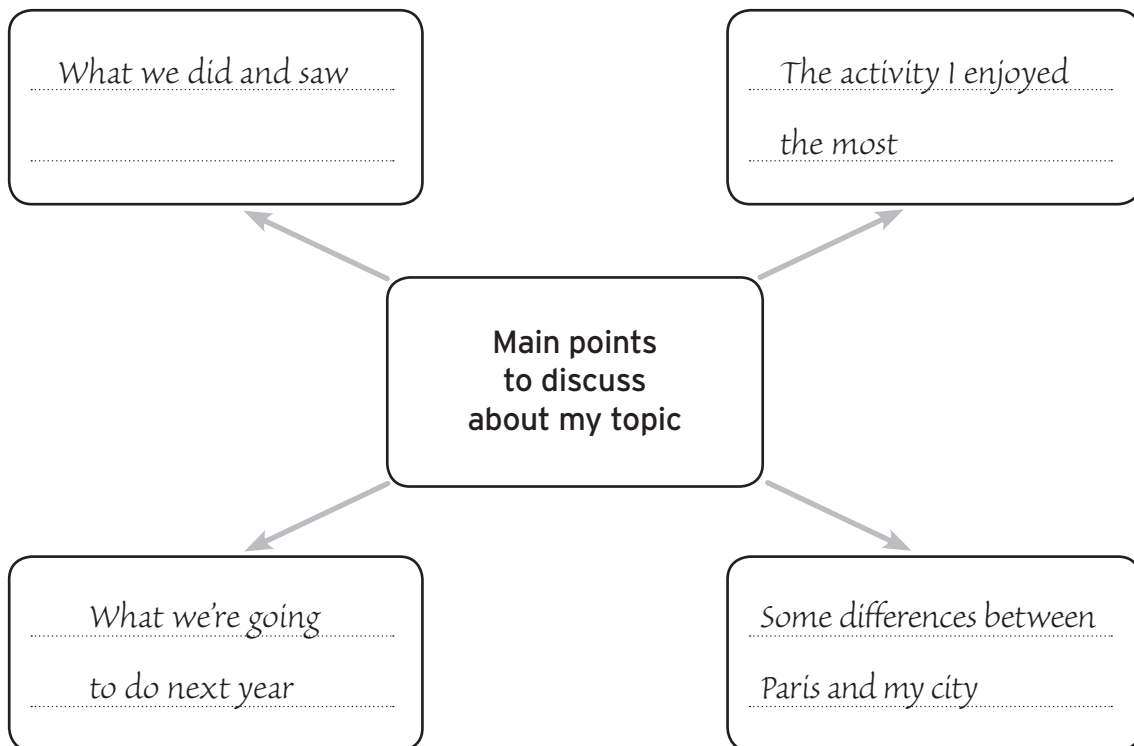 What we did and saw
The activity I enjoyed
the most
Main points
to discuss
about my topic
What we're going
to do next year
Some differences between
Paris and my city